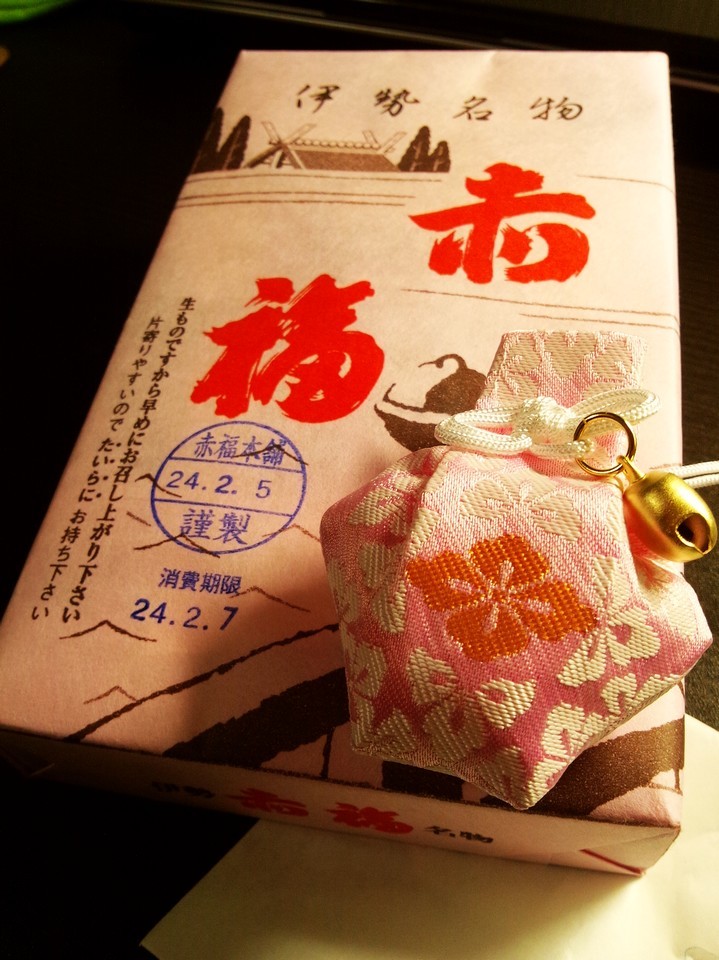 伊勢名物
赤福
生ものですから早めにお召し上がり下さい
片寄りやすいので、たいらにお持ち下さい
赤福本舗
24.2.5
謹製
消費期限
24.2.7
伊勢 赤福 名物